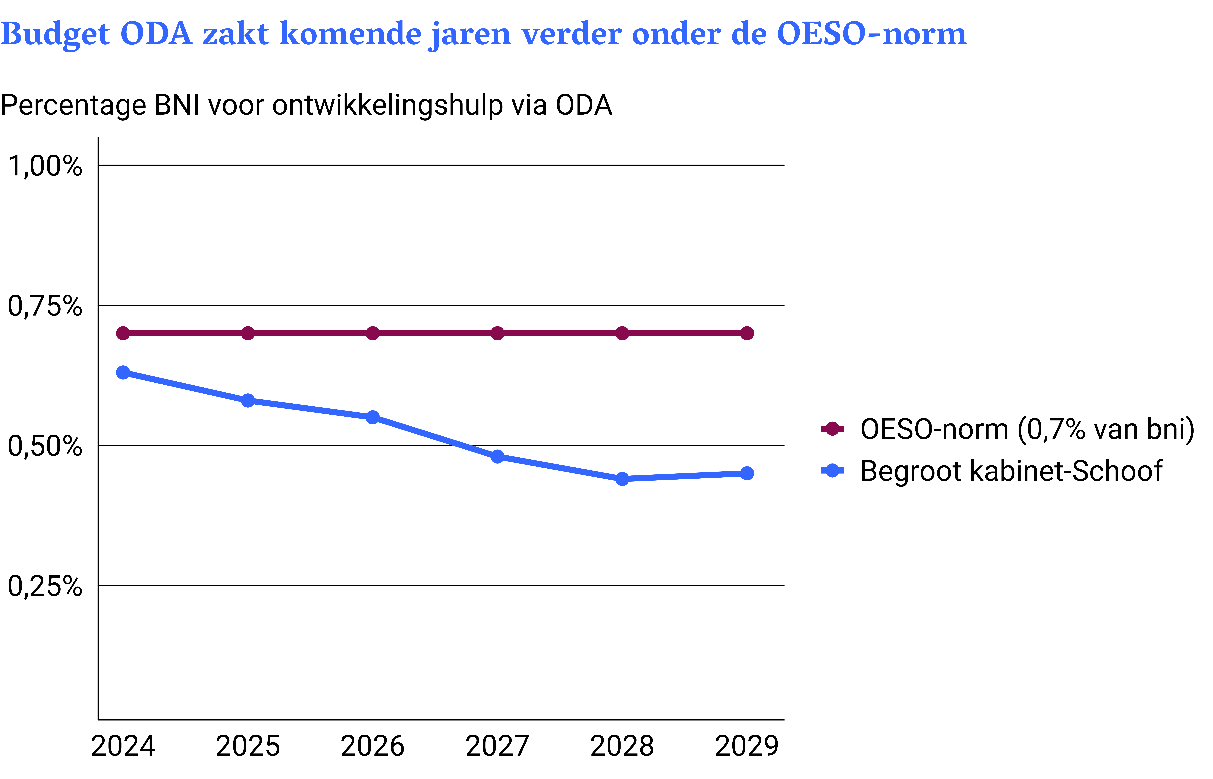 Budget ODA zakt komende jaren verder onder de OESO-norm
Percentage BNI voor ontwikkelingshulp via ODA
1,00%
0,75%
0,50%
0,25%
2024 2025 2026 2027 2028 2029
OESO-norm (0,7% van bni)
Begroot kabinet-Schoof